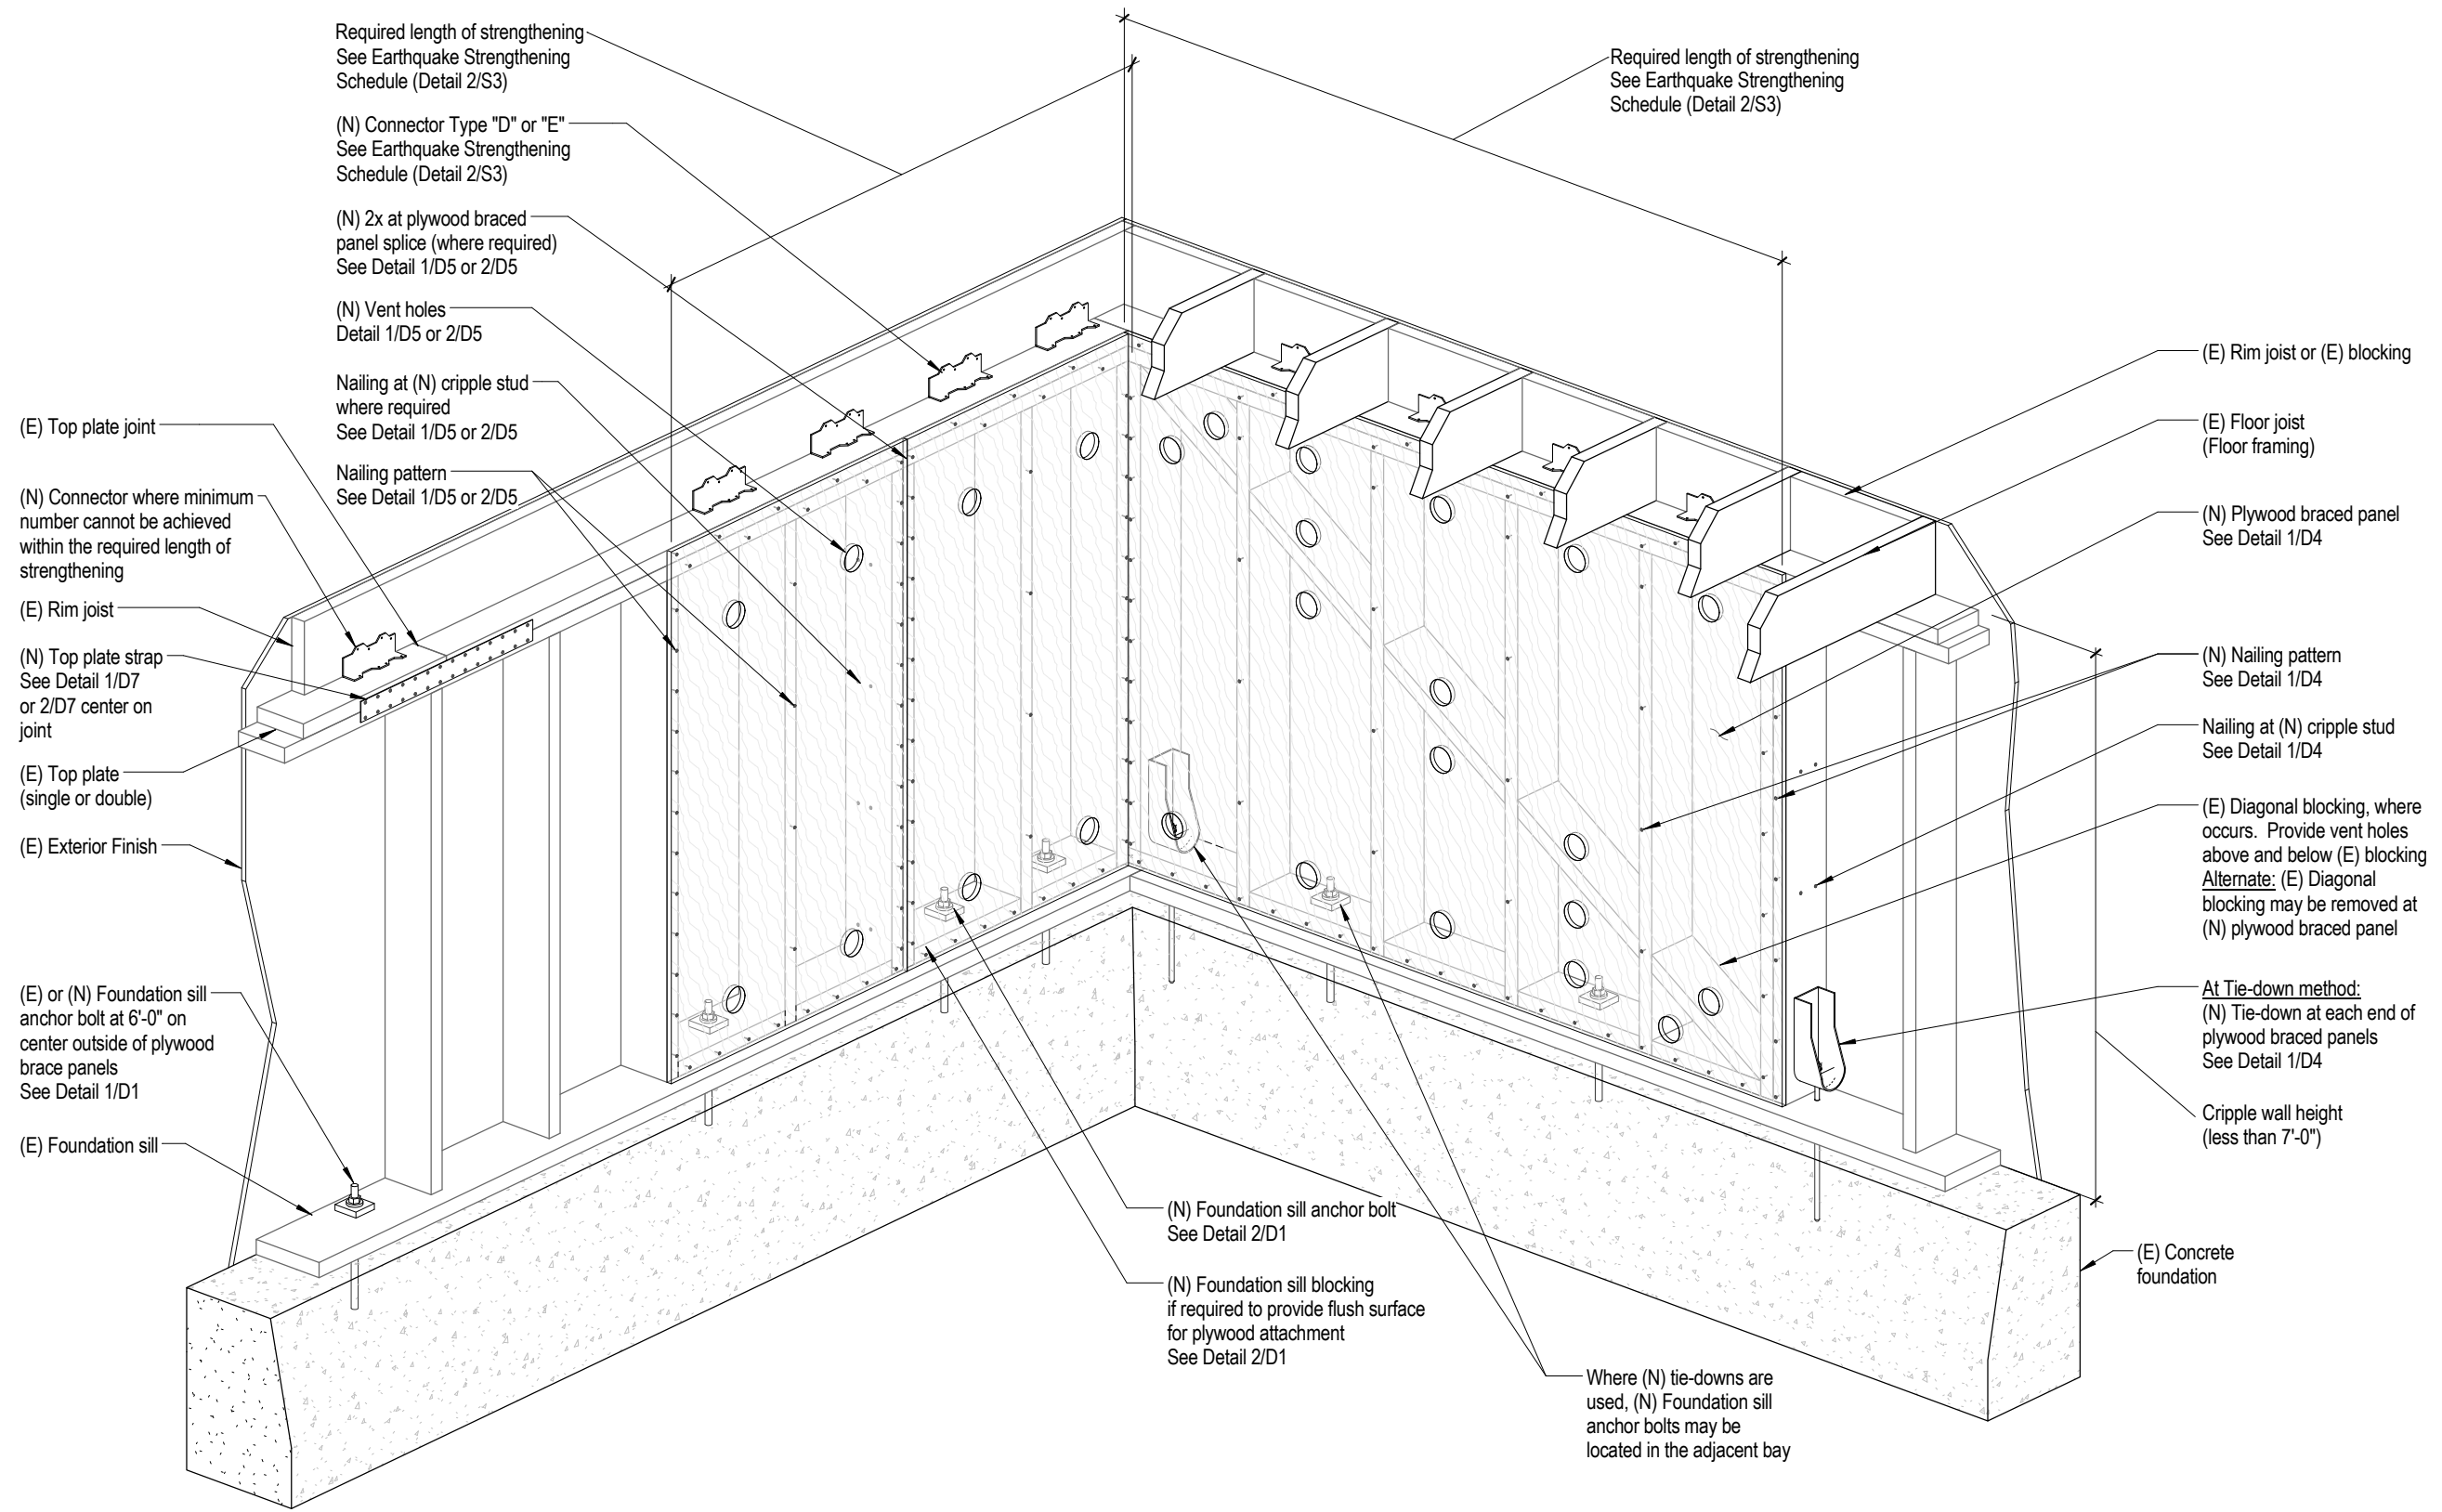 Required length of strengthening
See Earthquake Strengthening
Schedule (Detail 2/S3)
(N) Connector Type "D" or "E"
See Earthquake Strengthening
Schedule (Detail 2/S3)
(N) 2x at plywood braced
panel splice (where required)
See Detail 1/D5 or 2/D5
(N) Vent holes
Detail 1/D5 or 2/D5
Nailing at (N) cripple stud
where required
See Detail 1/D5 or 2/D5
Nailing pattern
See Detail 1/D5 or 2/D5
(E) Top plate joint
(N) Connector where minimum
number cannot be achieved
within the required length of
strengthening
(E) Rim joist
(N) Top plate strap
See Detail 1/D7
or 2/D7 center on
joint
(E) Top plate
(single or double)
(E) Exterior Finish
(E) or (N) Foundation sill
anchor bolt at 6'-0" on
center outside of plywood
brace panels
See Detail 1/D1
(E) Foundation sill
Required length of strengthening
See Earthquake Strengthening
Schedule (Detail 2/S3)
(E) Rim joist or (E) blocking
(E) Floor joist
(Floor framing)
(N) Plywood braced panel
See Detail 1/D4
(N) Nailing pattern
See Detail 1/D4
Nailing at (N) cripple stud
See Detail 1/D4
(E) Diagonal blocking, where
occurs. Provide vent holes
above and below (E) blocking
Alternate: (E) Diagonal
blocking may be removed at
(N) plywood braced panel
At Tie-down method:
(N) Tie-down at each end of
plywood braced panels
See Detail 1/D4
Cripple wall height
(less than 7'-0")
(E) Concrete
foundation
(N) Foundation sill anchor bolt
See Detail 2/D1
(N) Foundation sill blocking
if required to provide flush surface
for plywood attachment
See Detail 2/D1
Where (N) tie-downs are
used, (N) Foundation sill
anchor bolts may be
located in the adjacent bay